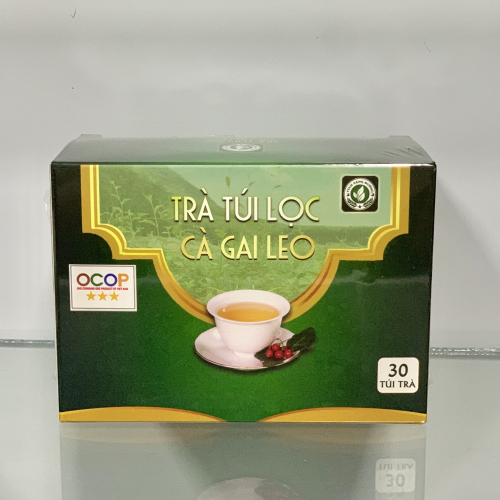 TRÀ TÚI LỌC
CÀ GAI LEO
OCOP
30
TÚI TRÀ